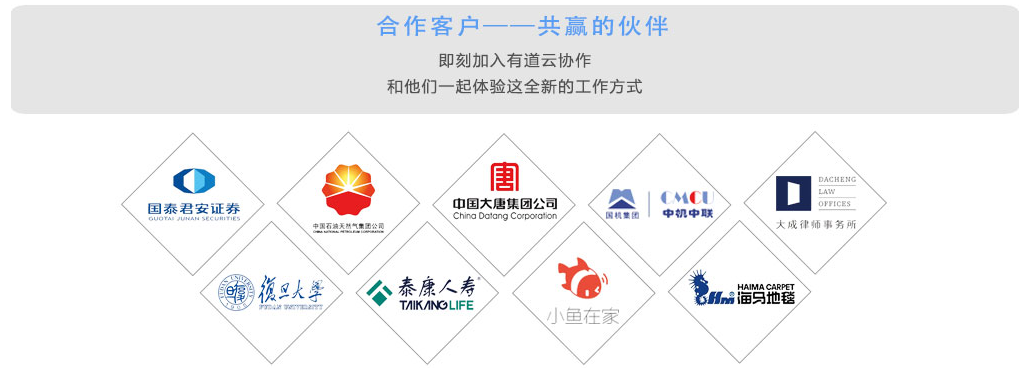 合作客户——共赢的伙伴
即刻加入有道云协作
和他们一起体验这全新的工作方式
国泰君安证券
GUOTAI JUNAN SECURITIES
中国石油天然气集团公司
CHINA NATIONAL PETROLEUM CORPORATION
唐
中国大唐集团公司
China Datang Corporation
国机集团
CMCU
中机中联
DACHENG
LAW
OFFICES
大成律师事务所
復旦大學
FUDAN UNIVERSITY
泰康人寿
TAIKANG LIFE
小鱼在家
Hm
HAIMA CARPET
海马地毯